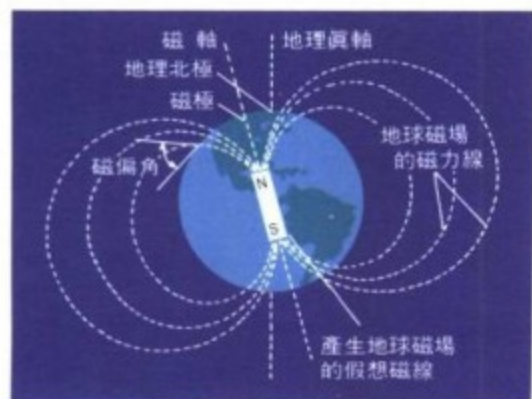 磁軸
地理眞軸
地理北極
磁極
磁偏角
地球磁場
的磁力線
N
S
產生地球磁場
的假想磁線